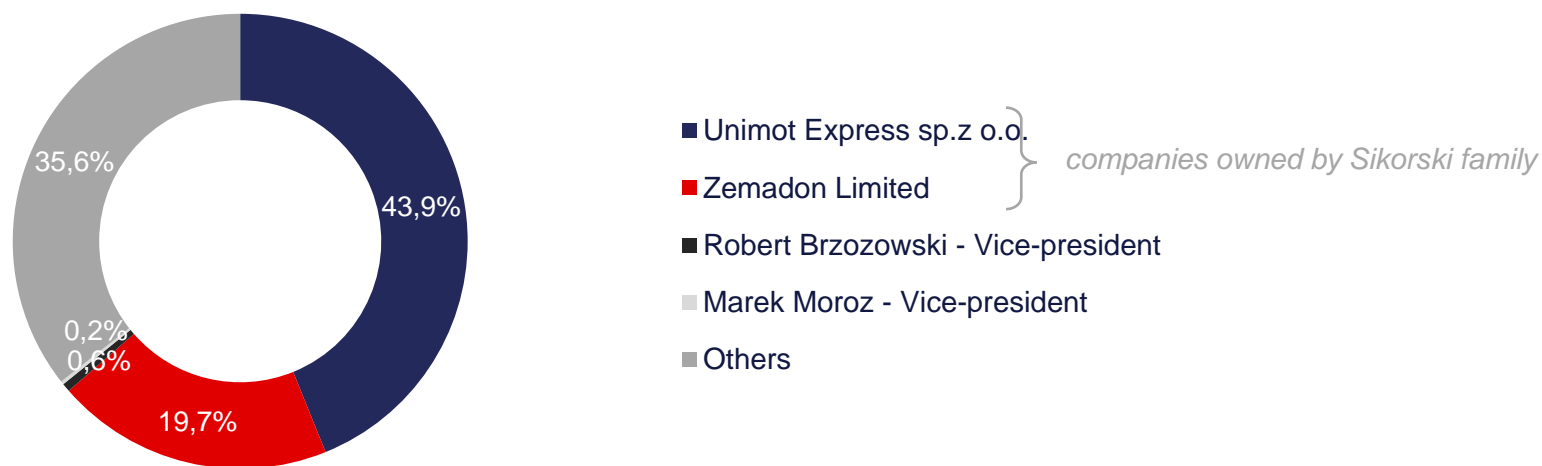 35,6%
43,9%
0,2%
0,6%
19,7%
Unimot Express sp.z o.o.
Zemadon Limited
companies owned by Sikorski family
Robert Brzozowski - Vice-president
Marek Moroz - Vice-president
Others